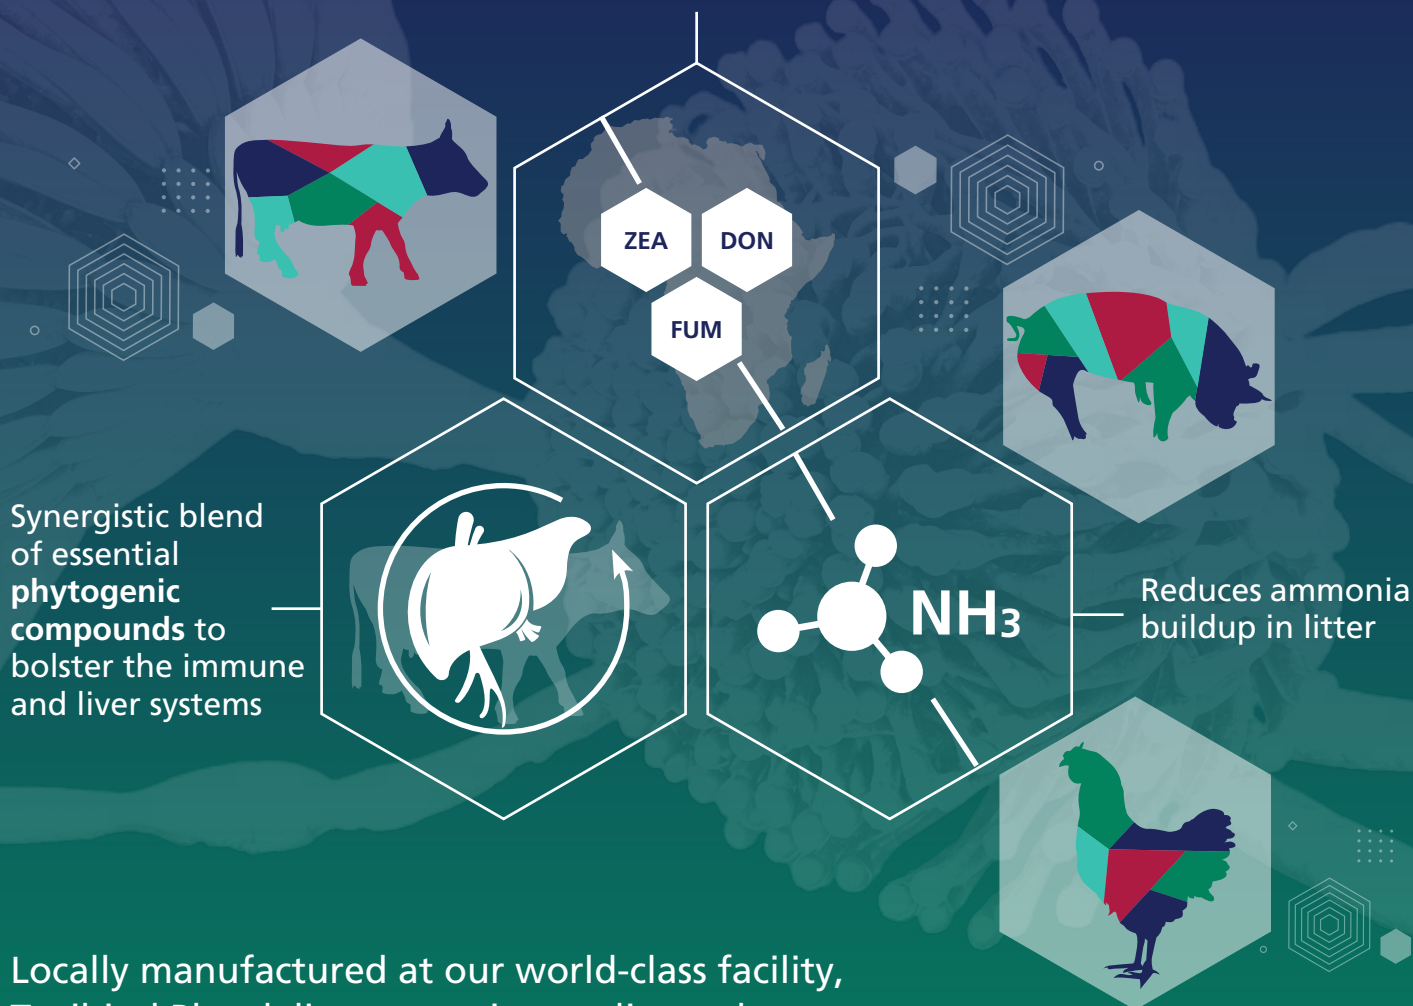 ZEA
DON
FUM
Synergistic blend
of essential
phytogenic
compounds to
bolster the immune
and liver systems
NH₃
Reduces ammonia
buildup in litter
Locally manufactured at our world-class facility,